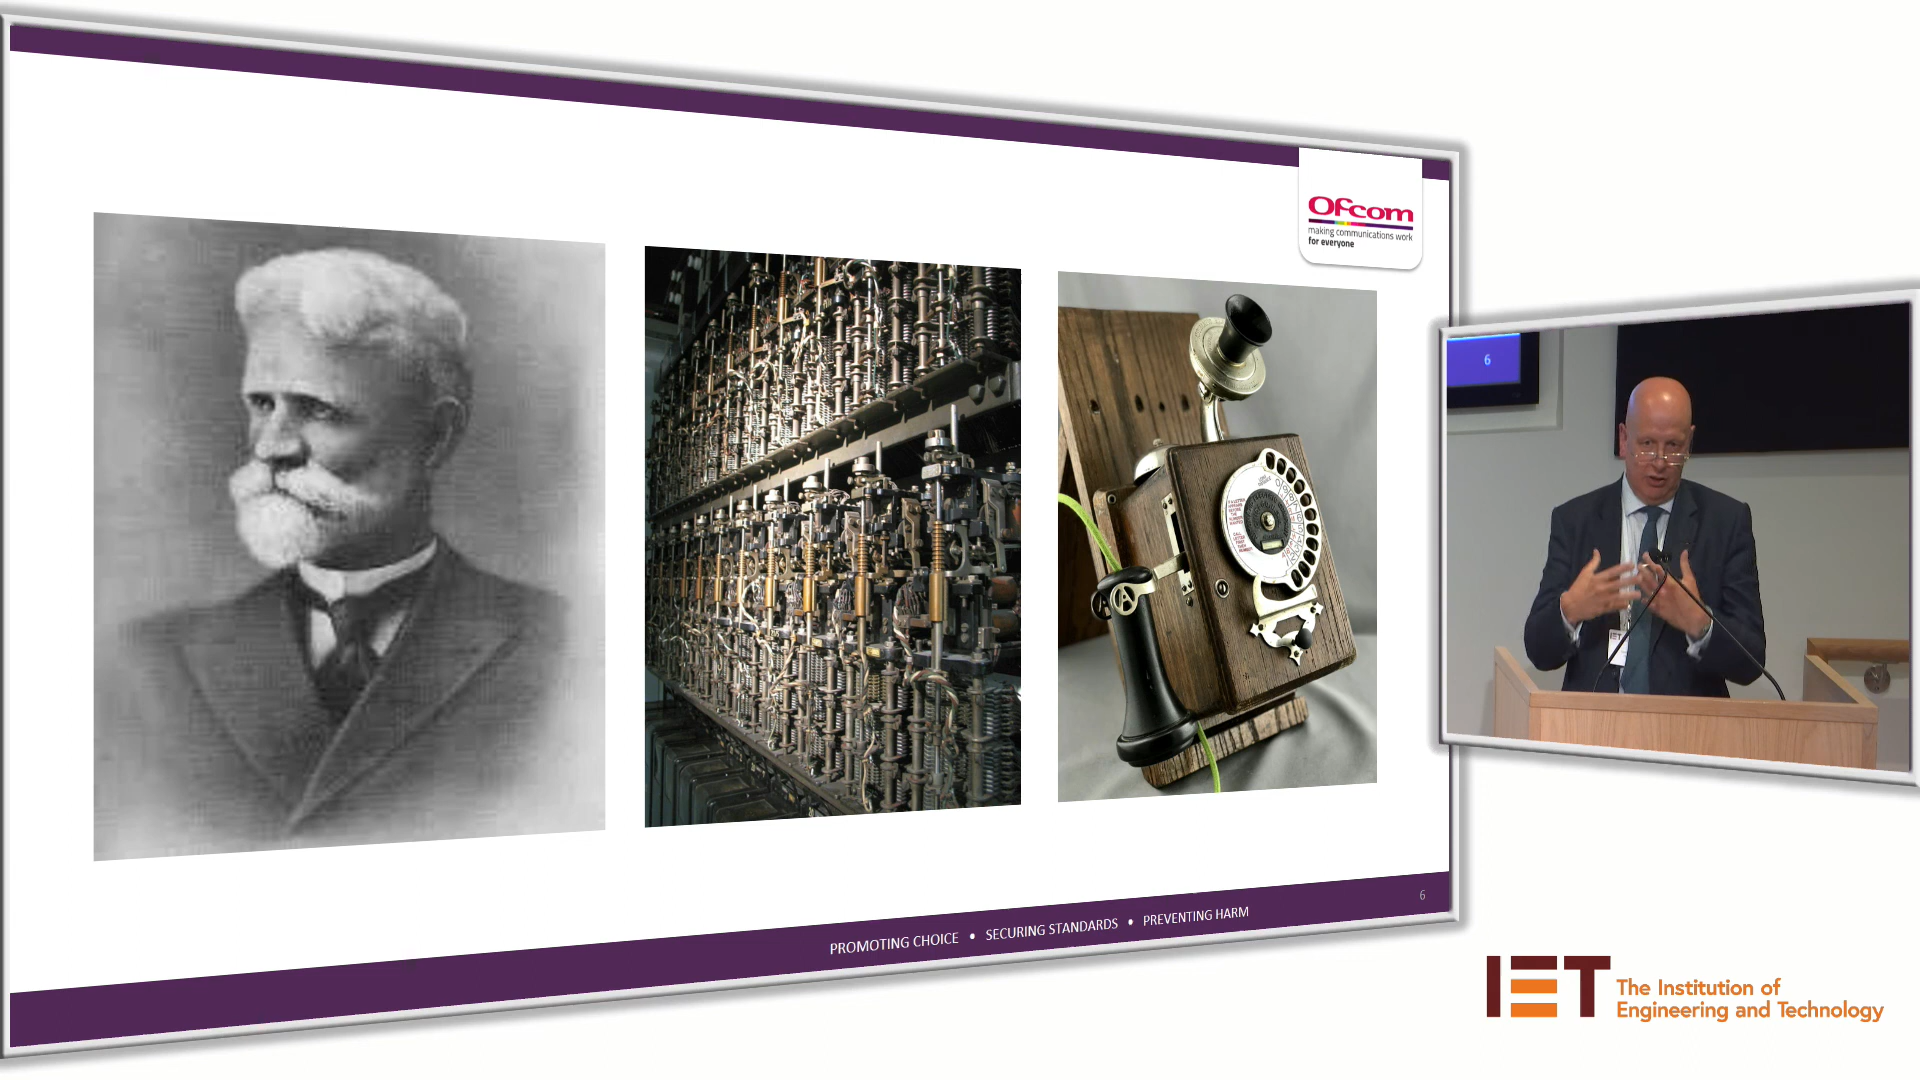 Ofcom
making communications work
for everyone
6
PROMOTING CHOICE • SECURING STANDARDS • PREVENTING HARM
6
IET
The Institution of
Engineering and Technology